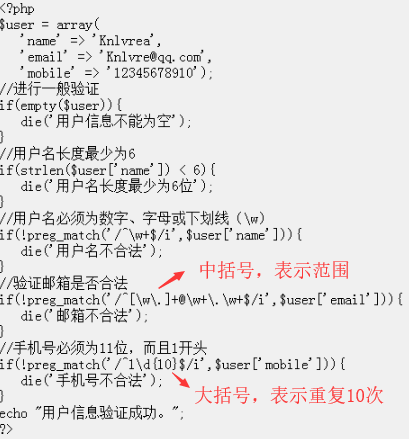 <?php
$user = array(
    'name' => 'Knlvrea',
    'email' => 'Knlvre@qq.com',
    'mobile' => '12345678910');
//进行一般验证
if(empty($user)){
    die('用户信息不能为空');
}
//用户名长度最少为6
if(strlen($user['name']) < 6){
    die('用户名长度最少为6位');
}
//用户名必须为数字、字母或下划线（\w）
if(!preg_match('/^\w+$/i',$user['name'])){
    die('用户名不合法');
}
中括号，表示范围
//验证邮箱是否合法
if(!preg_match('/^[\w\.]+@\w+\.\w+$/i',$user['email'])){
    die('邮箱不合法');
}
//手机号必须为11位，而且1开头
if(!preg_match('/^1\d{10}$/i',$user['mobile'])){
    die('手机号不合法');
大括号，表示重复10次
}
echo "用户信息验证成功。";
?>